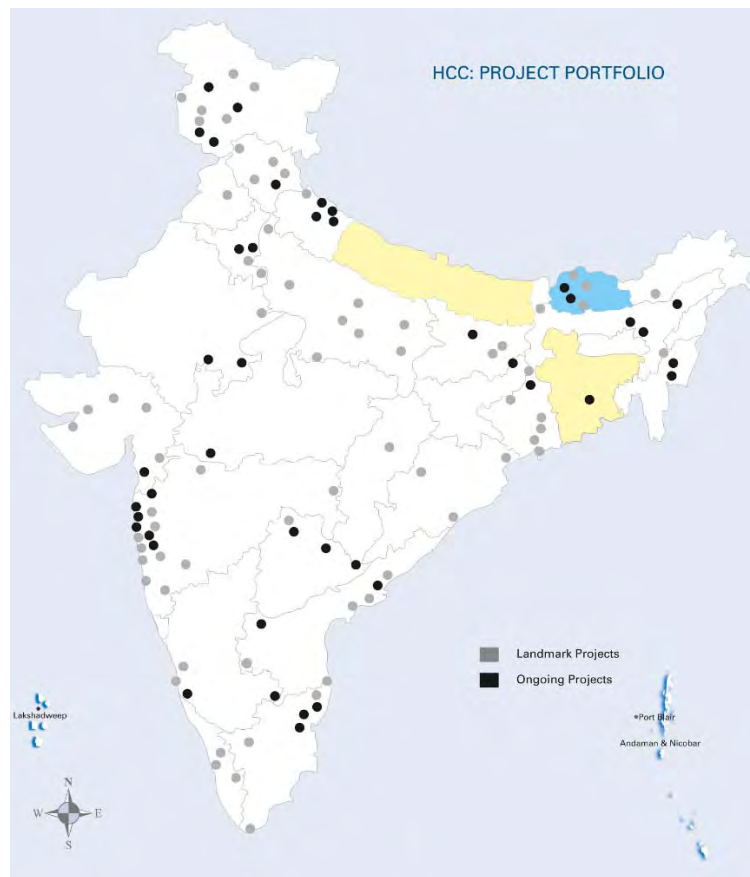 HCC: PROJECT PORTFOLIO
Landmark Projects
Ongoing Projects
Lakshadweep
Port Blair
Andaman & Nicobar
N
W E
S